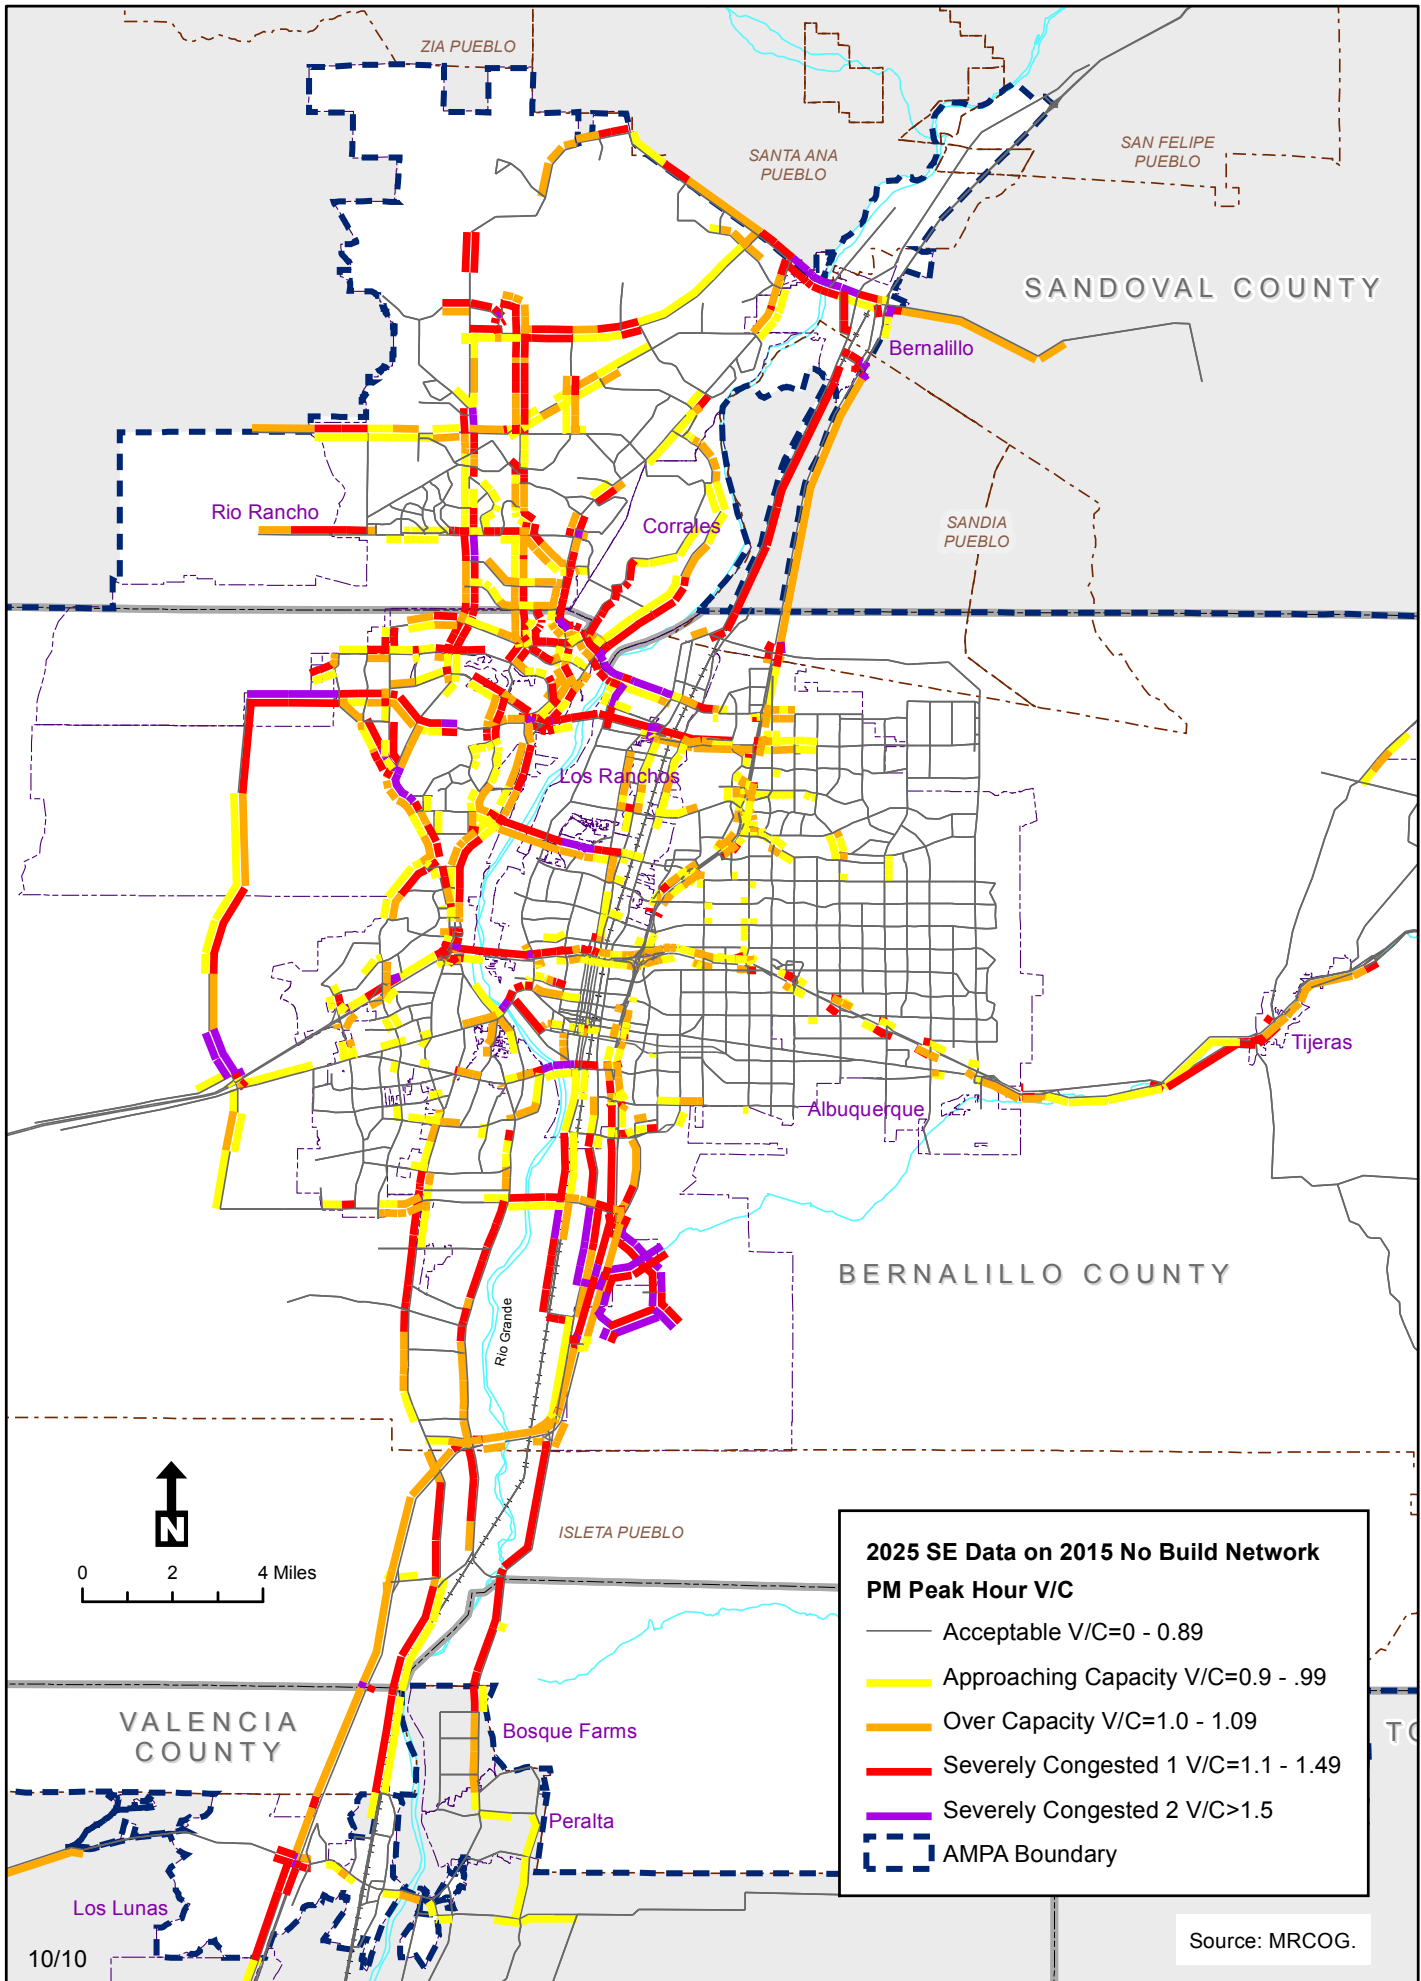 ZIA PUEBLO
SANTA ANA
PUEBLO
SAN FELIPE
PUEBLO
SANDOVAL COUNTY
Bernalillo
Rio Rancho
Corrales
SANDIA
PUEBLO
Los Ranchos
Tijeras
Albuquerque
BERNALILLO COUNTY
Rio Grande
N
0 2 4 Miles
ISLETA PUEBLO
2025 SE Data on 2015 No Build Network
PM Peak Hour V/C
Acceptable V/C=0 - 0.89
Approaching Capacity V/C=0.9 - .99
Over Capacity V/C=1.0 - 1.09
Severely Congested 1 V/C=1.1 - 1.49
Severely Congested 2 V/C>1.5
AMPA Boundary
VALENCIA
COUNTY
Bosque Farms
TO
Peralta
Los Lunas
10/10
Source: MRCOG.